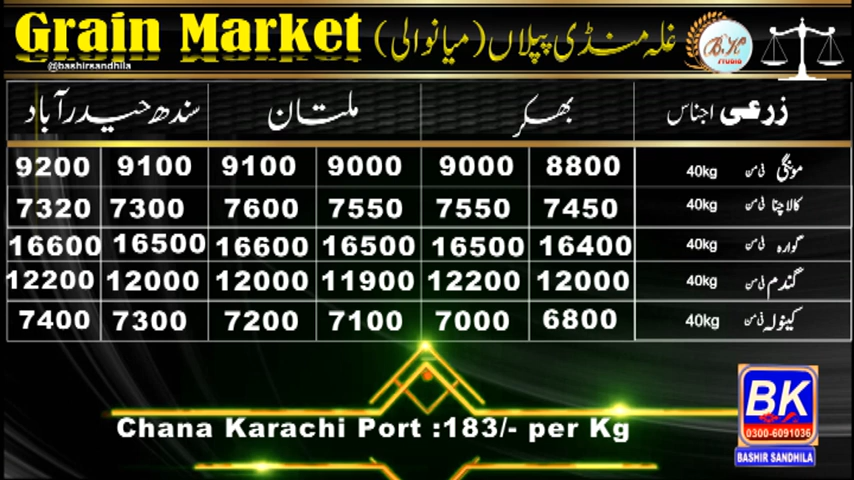 Grain Market غلہ منڈی پپلاں (میانوالی) B.K STUDIO
@bashirsandhila
زرعی اجناس بھکر ملتان سندھ حیدرآباد
مونگی فی من 40kg 8800 9000 9000 9100 9100 9200
کالا چنا فی من 40kg 7450 7550 7550 7600 7300 7320
گوارہ فی من 40kg 16400 16500 16500 16600 16500 16600
گندم فی من 40kg 12000 12200 11900 12000 12000 12200
کینولہ فی من 40kg 6800 7000 7100 7200 7300 7400
Chana Karachi Port :183/- per Kg
BK
0300-6091036
BASHIR SANDHILA